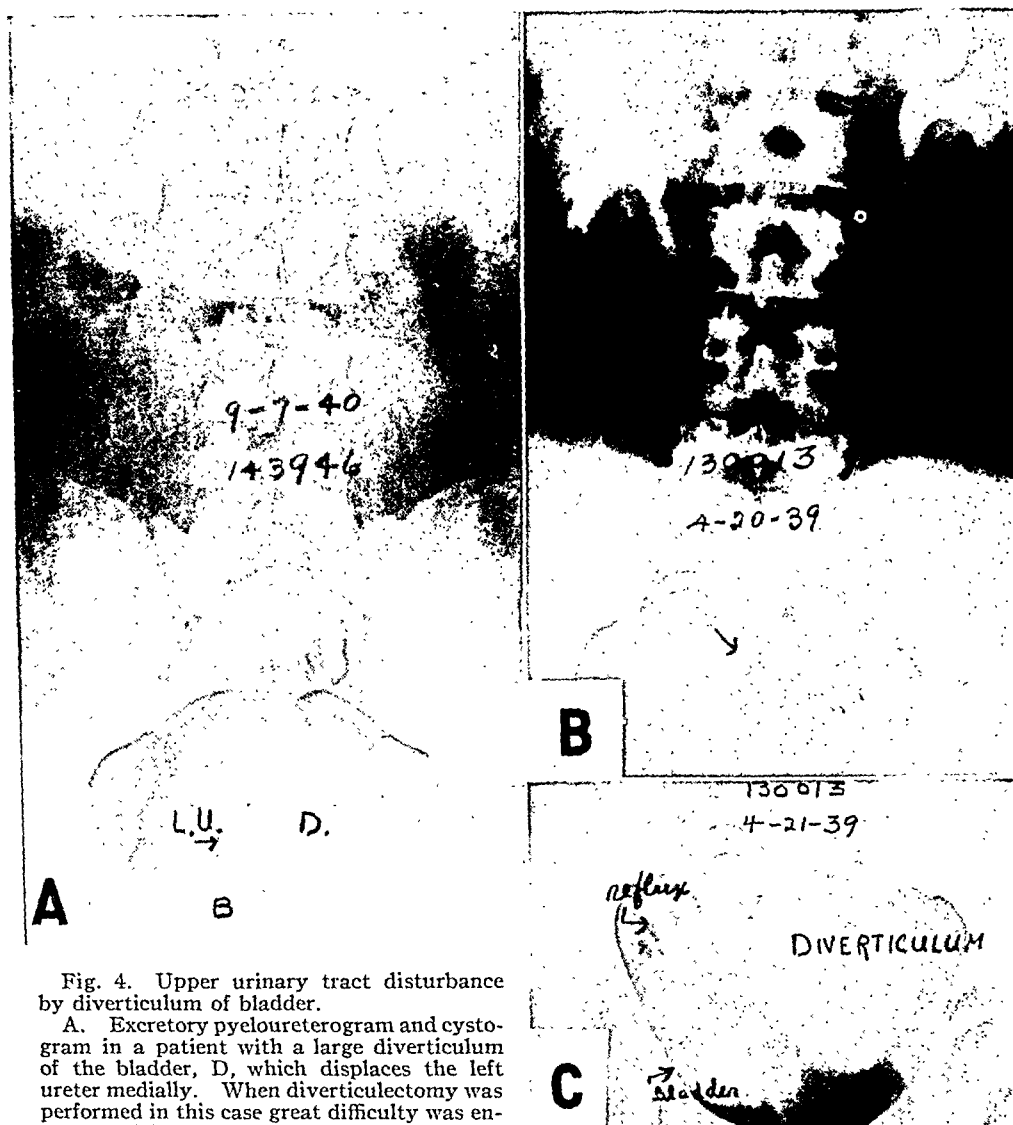 9-7-40
143946
L.U.
D.
B
A
130013
4-20-39
B
130013
4-21-39
reflux
DIVERTICULUM
Bladder
C
Fig. 4. Upper urinary tract disturbance
by diverticulum of bladder.
A. Excretory pyeloureterogram and cysto-
gram in a patient with a large diverticulum
of the bladder, D, which displaces the left
ureter medially. When diverticulectomy was
performed in this case great difficulty was en-